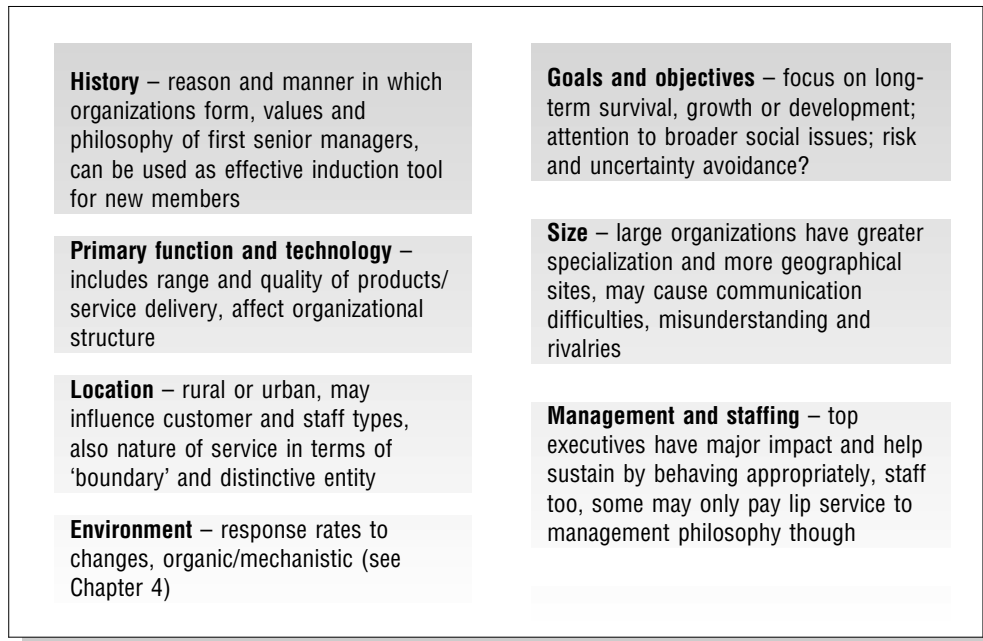 History – reason and manner in which
organizations form, values and
philosophy of first senior managers,
can be used as effective induction tool
for new members
Primary function and technology –
includes range and quality of products/
service delivery, affect organizational
structure
Location – rural or urban, may
influence customer and staff types,
also nature of service in terms of
‘boundary’ and distinctive entity
Environment – response rates to
changes, organic/mechanistic (see
Chapter 4)
Goals and objectives – focus on long-
term survival, growth or development;
attention to broader social issues; risk
and uncertainty avoidance?
Size – large organizations have greater
specialization and more geographical
sites, may cause communication
difficulties, misunderstanding and
rivalries
Management and staffing – top
executives have major impact and help
sustain by behaving appropriately, staff
too, some may only pay lip service to
management philosophy though